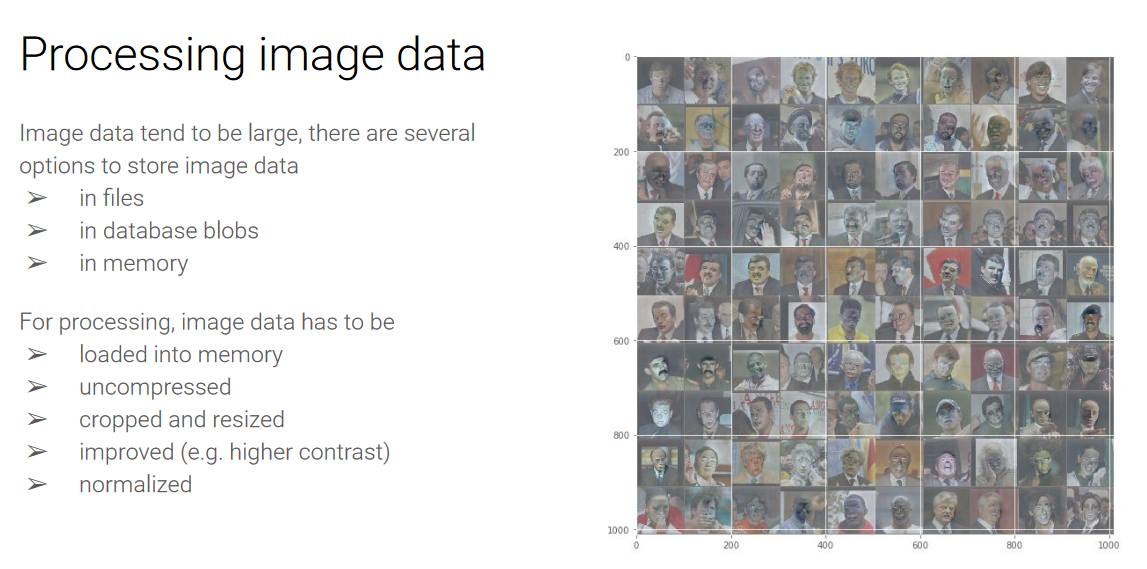 Processing image data
Image data tend to be large, there are several
options to store image data
➢ in files
➢ in database blobs
➢ in memory
For processing, image data has to be
➢ loaded into memory
➢ uncompressed
➢ cropped and resized
➢ improved (e.g. higher contrast)
➢ normalized
0
200
400
600
800
1000
0 200 400 600 800 1000